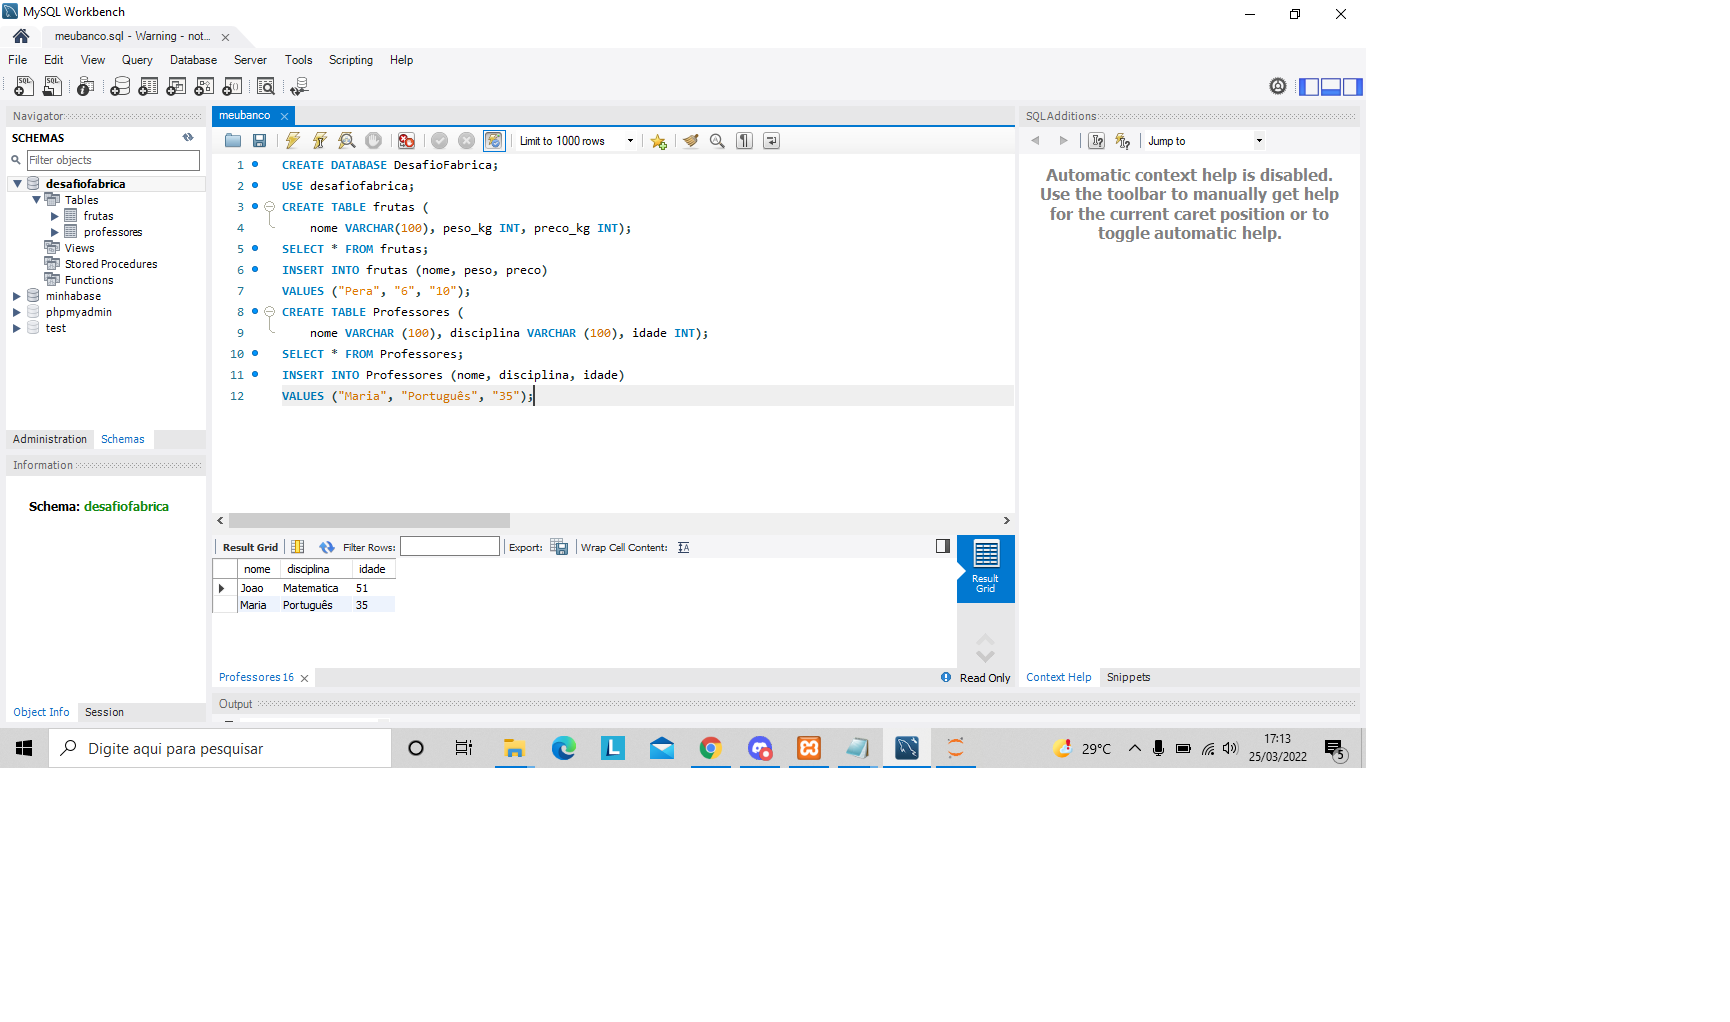 MySQL Workbench
meubanco.sql - Warning - not...
File Edit View Query Database Server Tools Scripting Help
Navigator
SCHEMAS
Filter objects
desafiofabrica
Tables
frutas
professores
Views
Stored Procedures
Functions
minhabase
phpmyadmin
test
Administration Schemas
Information
Schema: desafiofabrica
Object Info Session
meubanco
Limit to 1000 rows
1 CREATE DATABASE DesafioFabrica;
2 USE desafiofabrica;
3 CREATE TABLE frutas (
4 nome VARCHAR(100), peso_kg INT, preco_kg INT);
5 SELECT * FROM frutas;
6 INSERT INTO frutas (nome, peso, preco)
7 VALUES ("Pera", "6", "10");
8 CREATE TABLE Professores (
9 nome VARCHAR (100), disciplina VARCHAR (100), idade INT);
10 SELECT * FROM Professores;
11 INSERT INTO Professores (nome, disciplina, idade)
12 VALUES ("Maria", "Português", "35");
Result Grid Filter Rows: Export: Wrap Cell Content:
nome disciplina idade
Joao Matematica 51
Maria Português 35
Result
Grid
Professores 16
Read Only
Output
SQLAdditions
Jump to
Automatic context help is disabled.
Use the toolbar to manually get help
for the current caret position or to
toggle automatic help.
Context Help Snippets
Digite aqui para pesquisar
29°C
17:13
25/03/2022
5